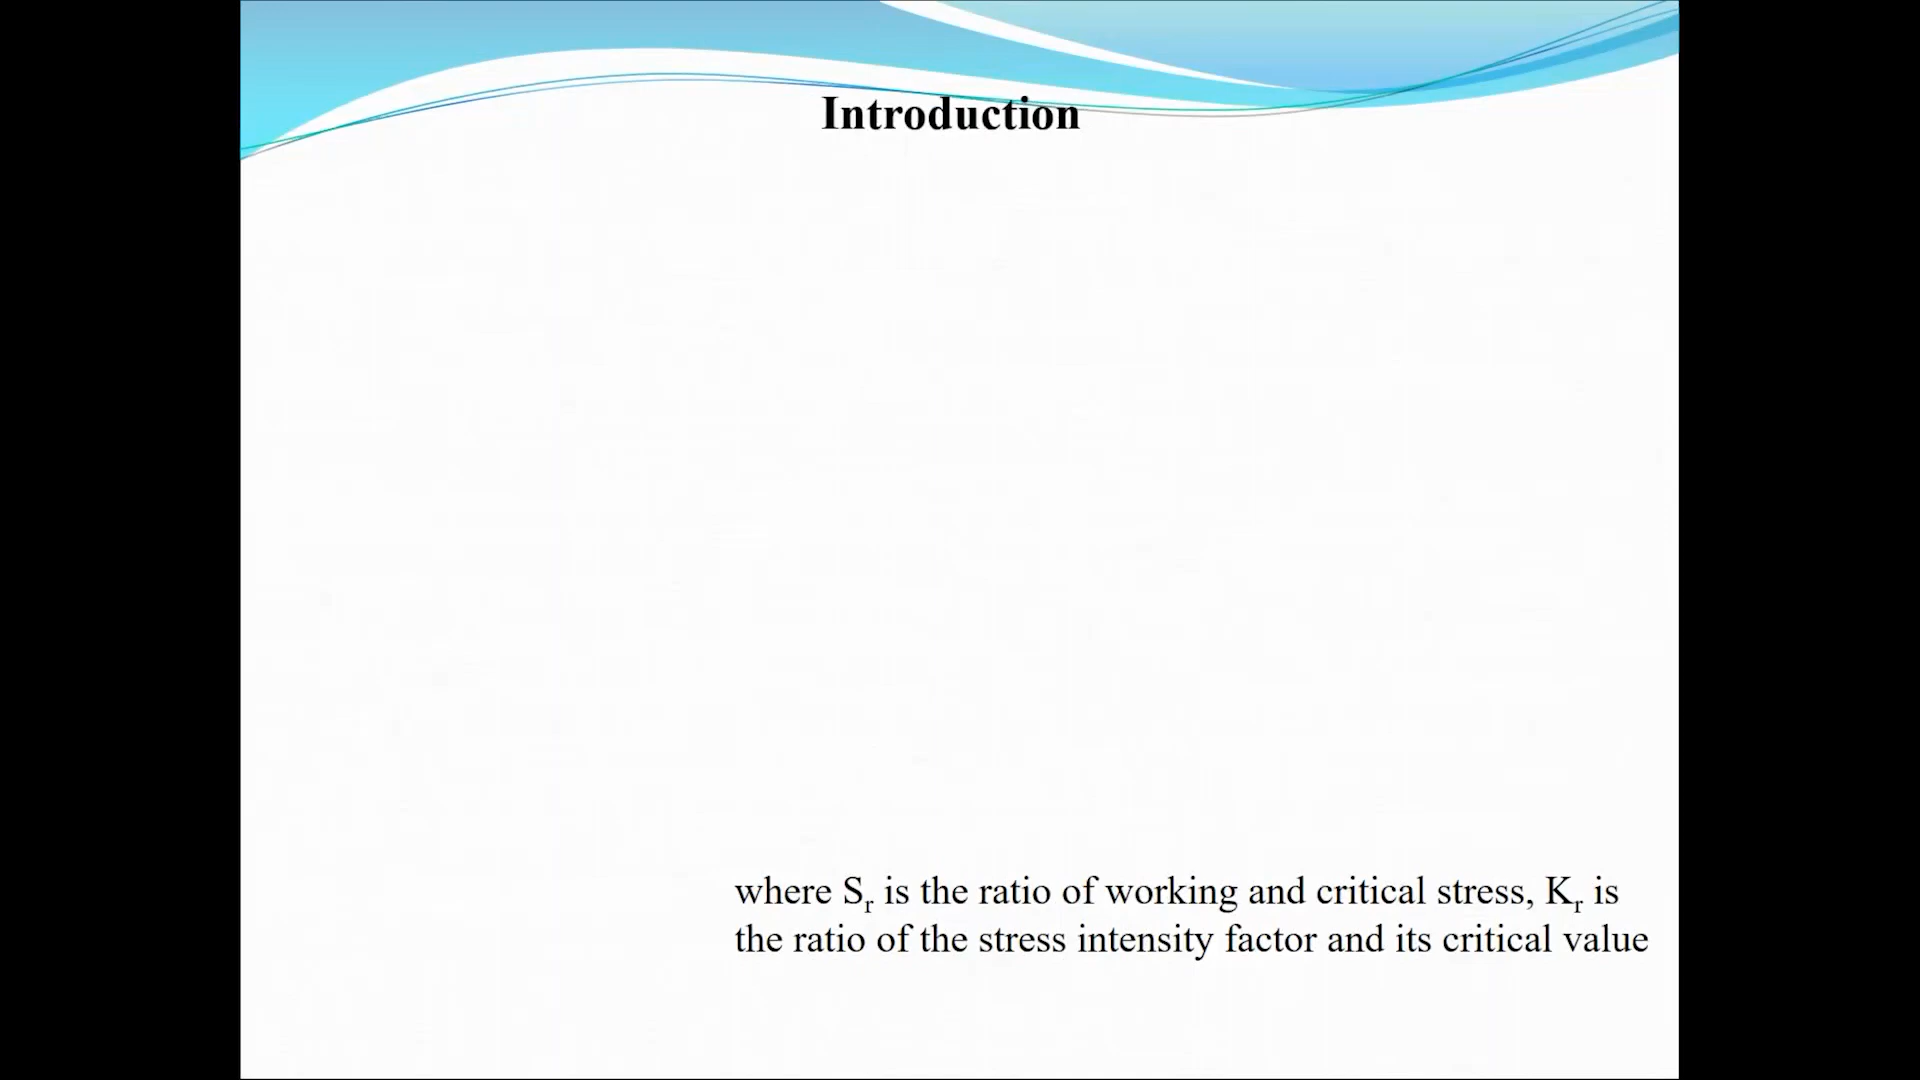 Introduction
where Sᵣ is the ratio of working and critical stress, Kᵣ is
the ratio of the stress intensity factor and its critical value